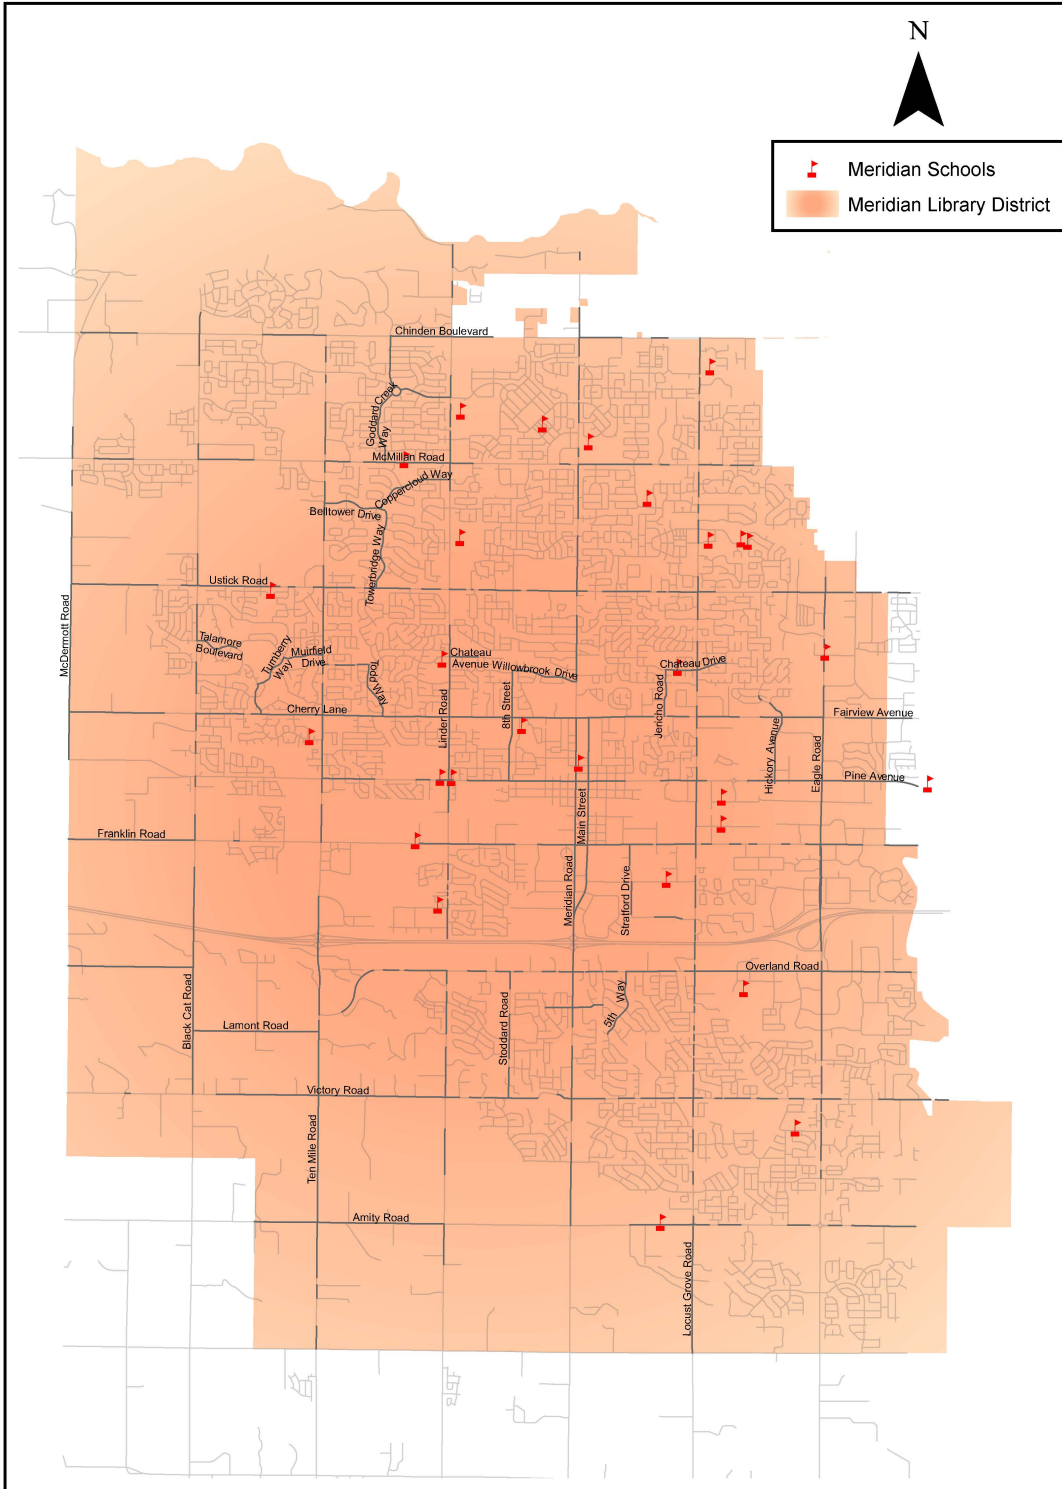 N
Meridian Schools
Meridian Library District
Chinden Boulevard
Goddard Creek
Way
McMillan Road
Coppercloud Way
Belltower Drive
Towerbridge Way
Ustick Road
McDermott Road
Talamore
Boulevard
Turnberry
Way
Muirfield
Drive
Todd
Way
Chateau
Avenue
Willowbrook Drive
Chateau Drive
Jericho Road
Linder Road
8th Street
Cherry Lane
Fairview Avenue
Hickory Avenue
Eagle Road
Pine Avenue
Main Street
Franklin Road
Meridian Road
Stratford Drive
Overland Road
Black Cat Road
Stoddard Road
5th
Way
Lamont Road
Victory Road
Ten Mile Road
Amity Road
Locust Grove Road